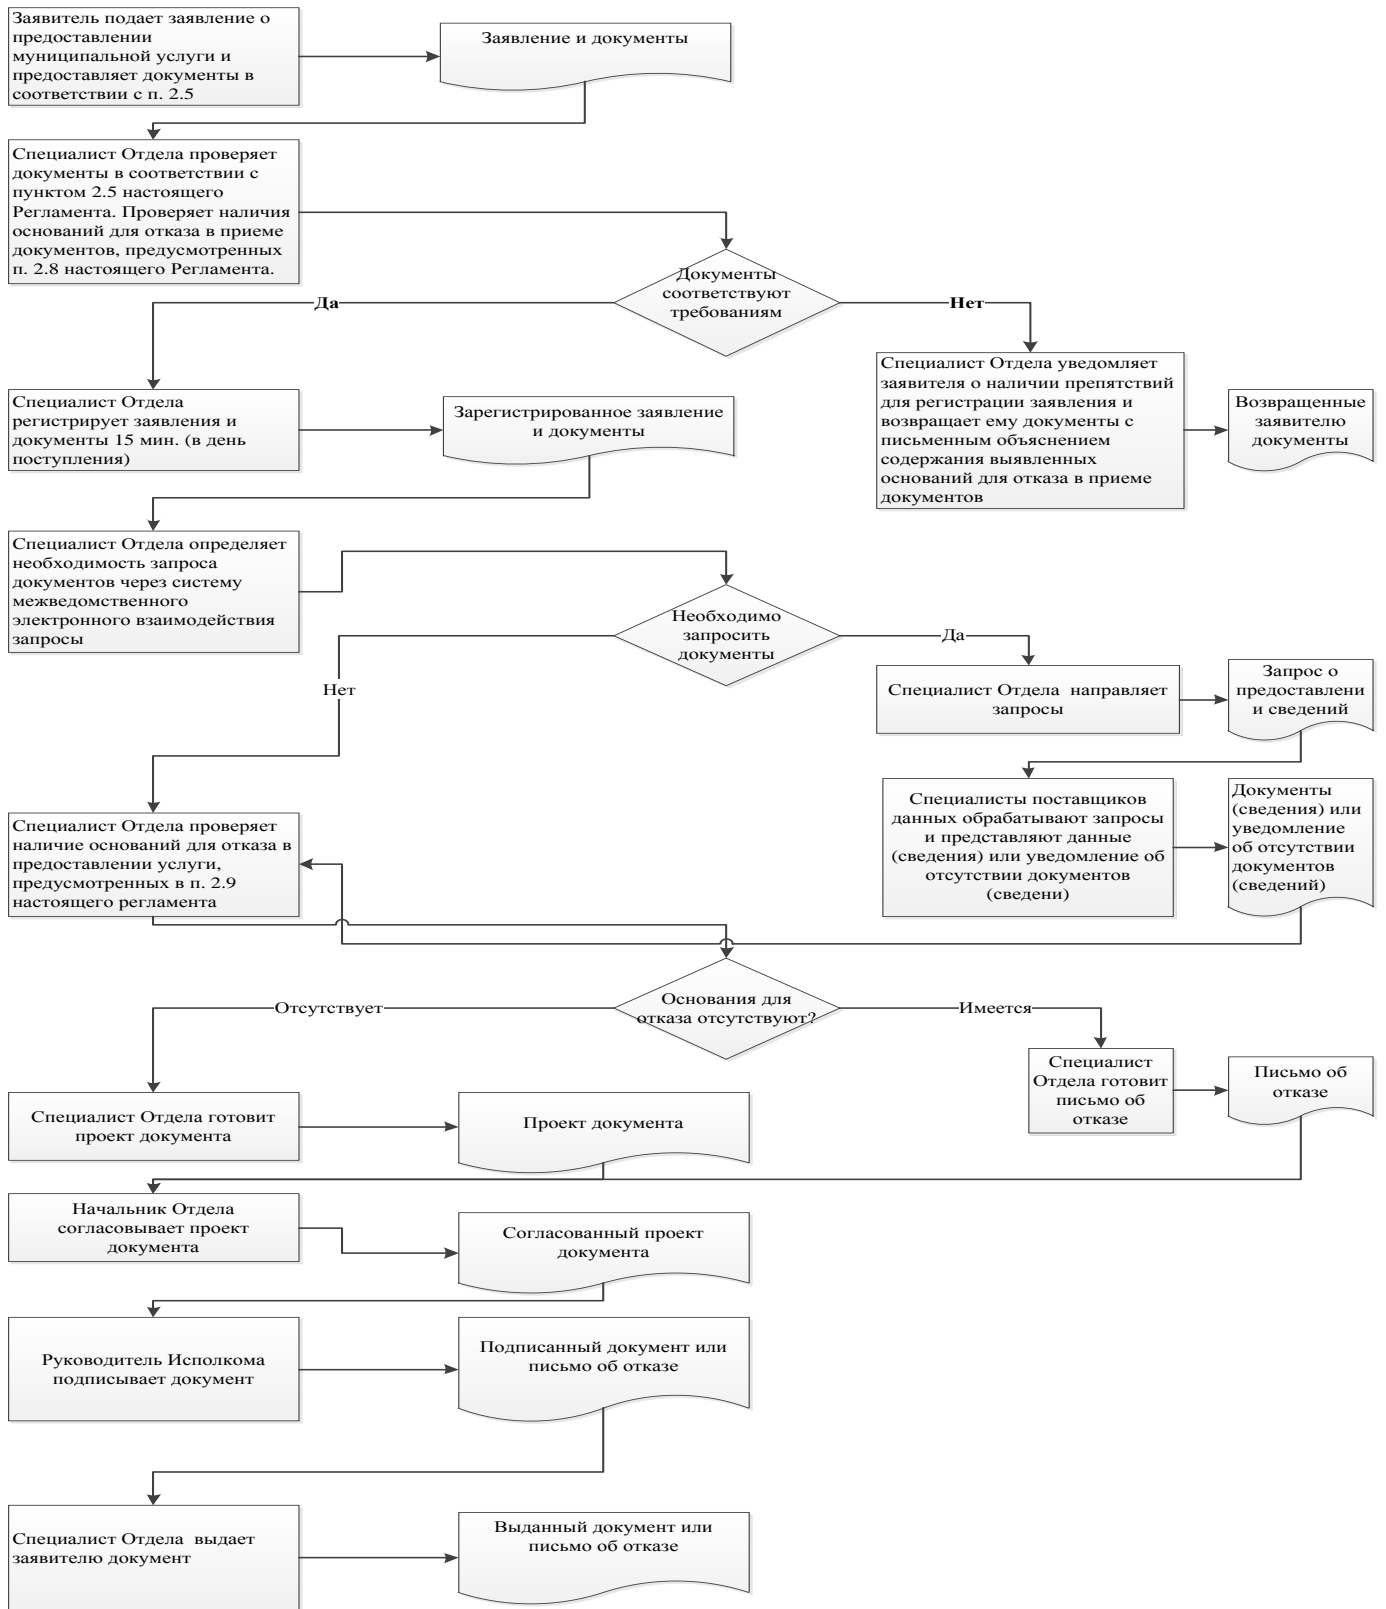 Заявитель подает заявление о
предоставлении
муниципальной услуги и
предоставляет документы в
соответствии с п. 2.5
Заявление и документы
Специалист Отдела проверяет
документы в соответствии с
пунктом 2.5 настоящего
Регламента. Проверяет наличия
оснований для отказа в приеме
документов, предусмотренных
п. 2.8 настоящего Регламента.
Документы
соответствуют
требованиям
Да
Нет
Специалист Отдела
регистрирует заявления и
документы 15 мин. (в день
поступления)
Зарегистрированное заявление
и документы
Специалист Отдела уведомляет
заявителя о наличии препятствий
для регистрации заявления и
возвращает ему документы с
письменным объяснением
содержания выявленных
оснований для отказа в приеме
документов
Возвращенные
заявителю
документы
Специалист Отдела определяет
необходимость запроса
документов через систему
межведомственного
электронного взаимодействия
запросы
Необходимо
запросить
документы
Да
Нет
Специалист Отдела  направляет
запросы
Запрос о
предоставлени
и сведений
Специалисты поставщиков
данных обрабатывают запросы
и представляют данные
(сведения) или уведомление об
отсутствии документов
(сведени)
Документы
(сведения) или
уведомление
об отсутствии
документов
(сведений)
Специалист Отдела проверяет
наличие оснований для отказа в
предоставлении услуги,
предусмотренных в п. 2.9
настоящего регламента
Основания для
отказа отсутствуют?
Отсутствует
Имеется
Специалист
Отдела готовит
письмо об
отказе
Письмо об
отказе
Специалист Отдела готовит
проект документа
Проект документа
Начальник Отдела
согласовывает проект
документа
Согласованный проект
документа
Руководитель Исполкома
подписывает документ
Подписанный документ или
письмо об отказе
Специалист Отдела  выдает
заявителю документ
Выданный документ или
письмо об отказе